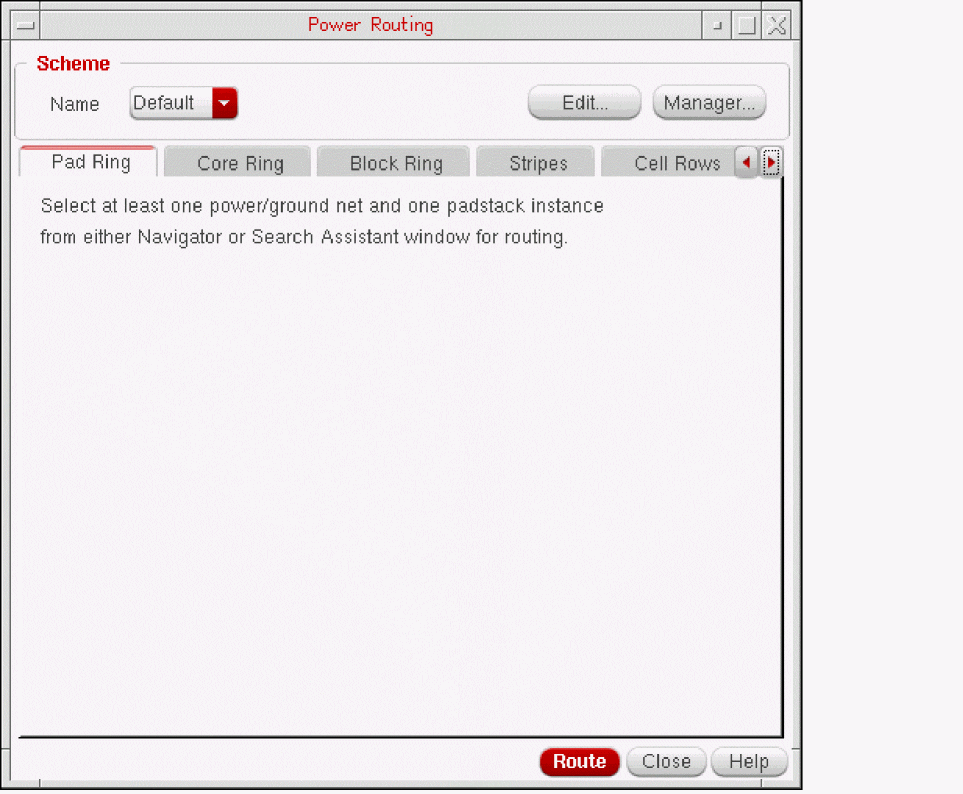 Power Routing
Scheme
Name Default Edit... Manager...
Pad Ring Core Ring Block Ring Stripes Cell Rows
Select at least one power/ground net and one padstack instance
from either Navigator or Search Assistant window for routing.
Route Close Help